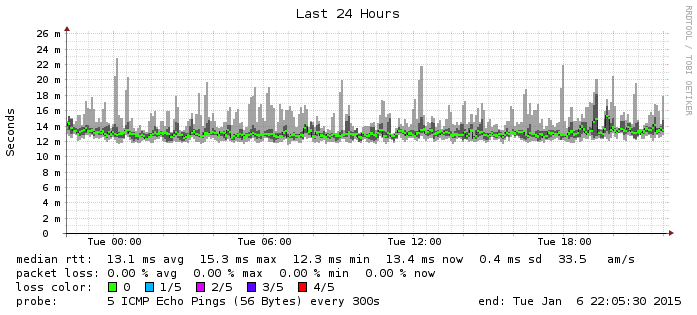 Last 24 Hours
RRDTOOL / TOBI OETIKER
Seconds
26 m
24 m
22 m
20 m
18 m
16 m
14 m
12 m
10 m
8 m
6 m
4 m
2 m
0
Tue 00:00 Tue 06:00 Tue 12:00 Tue 18:00
median rtt: 13.1 ms avg 15.3 ms max 12.3 ms min 13.4 ms now 0.4 ms sd 33.5 am/s
packet loss: 0.00 % avg 0.00 % max 0.00 % min 0.00 % now
loss color: 0 1/5 2/5 3/5 4/5
probe: 5 ICMP Echo Pings (56 Bytes) every 300s end: Tue Jan 6 22:05:30 2015